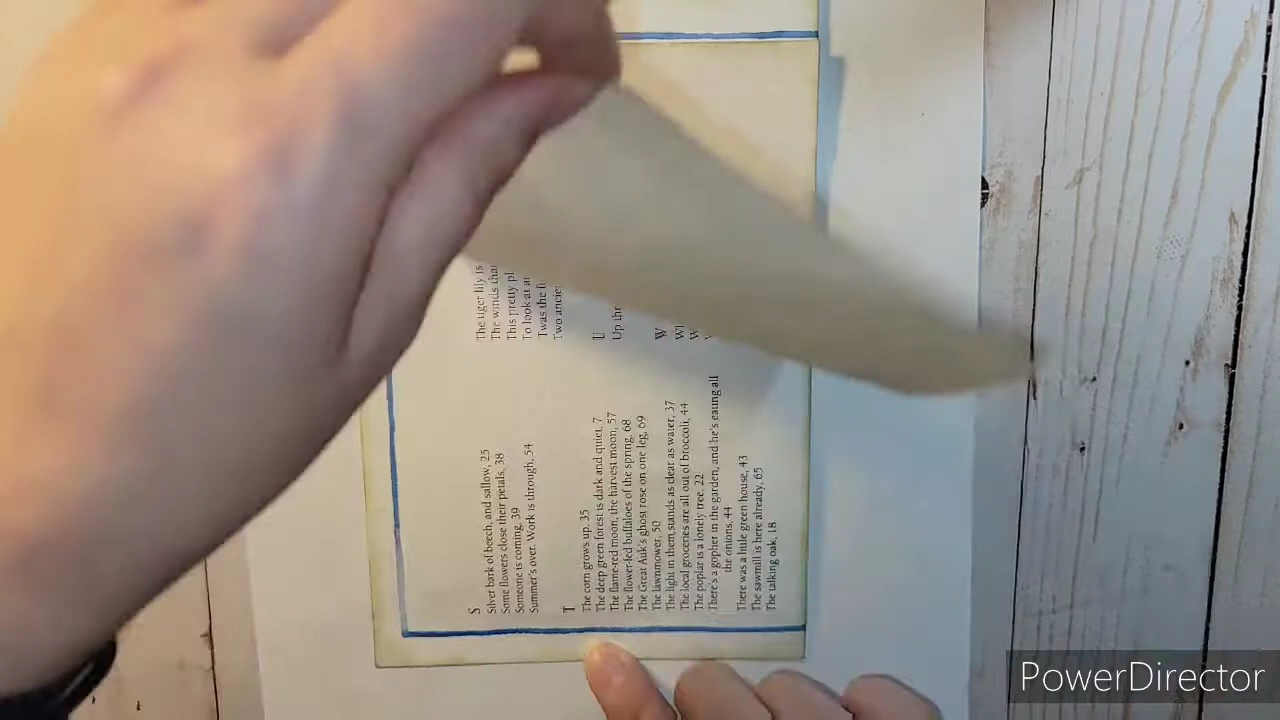 S
Silver bark of beech, and sallow, 25
Some flowers close their petals, 38
Someone is coming, 39
Summer's over. Work is through, 54
T
The corn grows up, 35
The deep green forest is dark and quiet, 7
The flame-red moon, the harvest moon, 57
The flower-fed buffaloes of the spring, 68
The Great Auk's ghost rose on one leg, 69
The lawnmower, 50
The light in them stands as clear as water, 37
The local groceries are all out of broccoli, 44
The poplar is a lonely tree, 22
There's a gopher in the garden, and he's eating all
the onions, 44
There was a little green house, 43
The sawmill is here already, 65
The talking oak, 18
The tiger lily is
The winds that
This pretty pl
To look at an
'Twas the fi
Two ancien
U
Up thr
W
Wh
W
PowerDirector